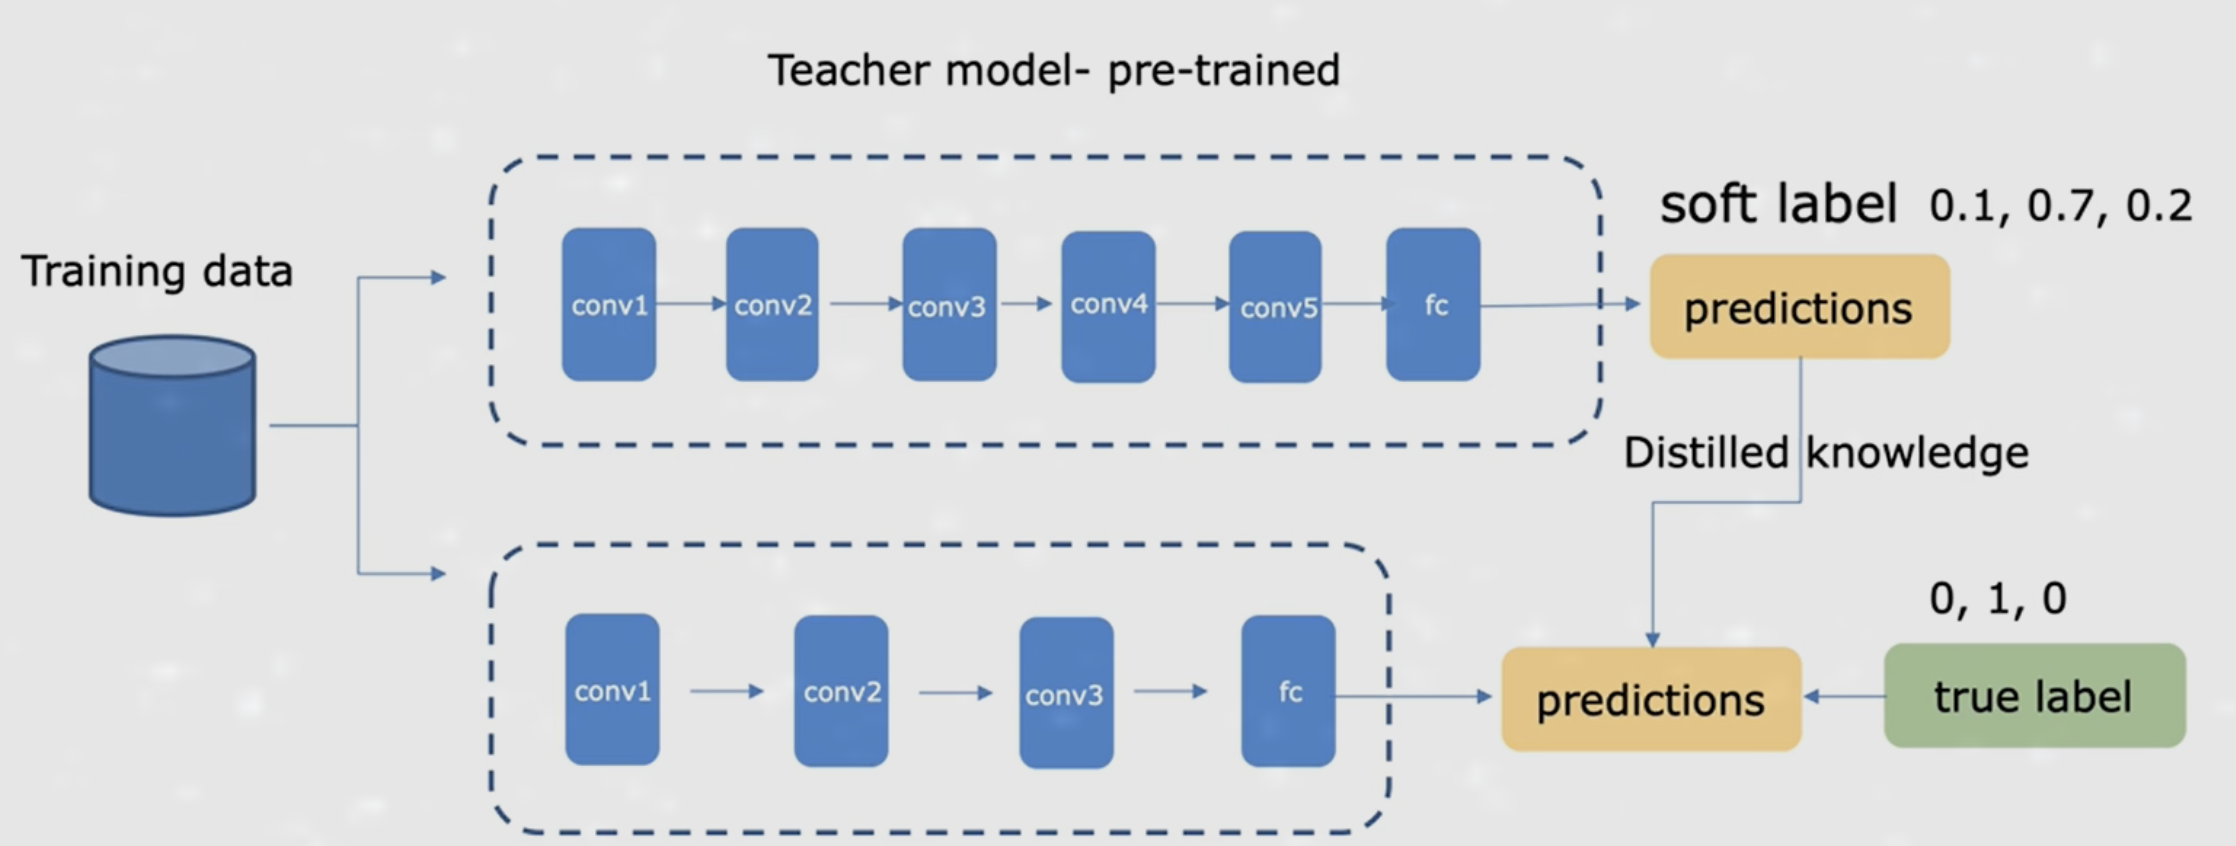 Teacher model- pre-trained
soft label 0.1, 0.7, 0.2
Training data
conv1
conv2
conv3
conv4
conv5
fc
predictions
Distilled knowledge
0, 1, 0
conv1
conv2
conv3
fc
predictions
true label